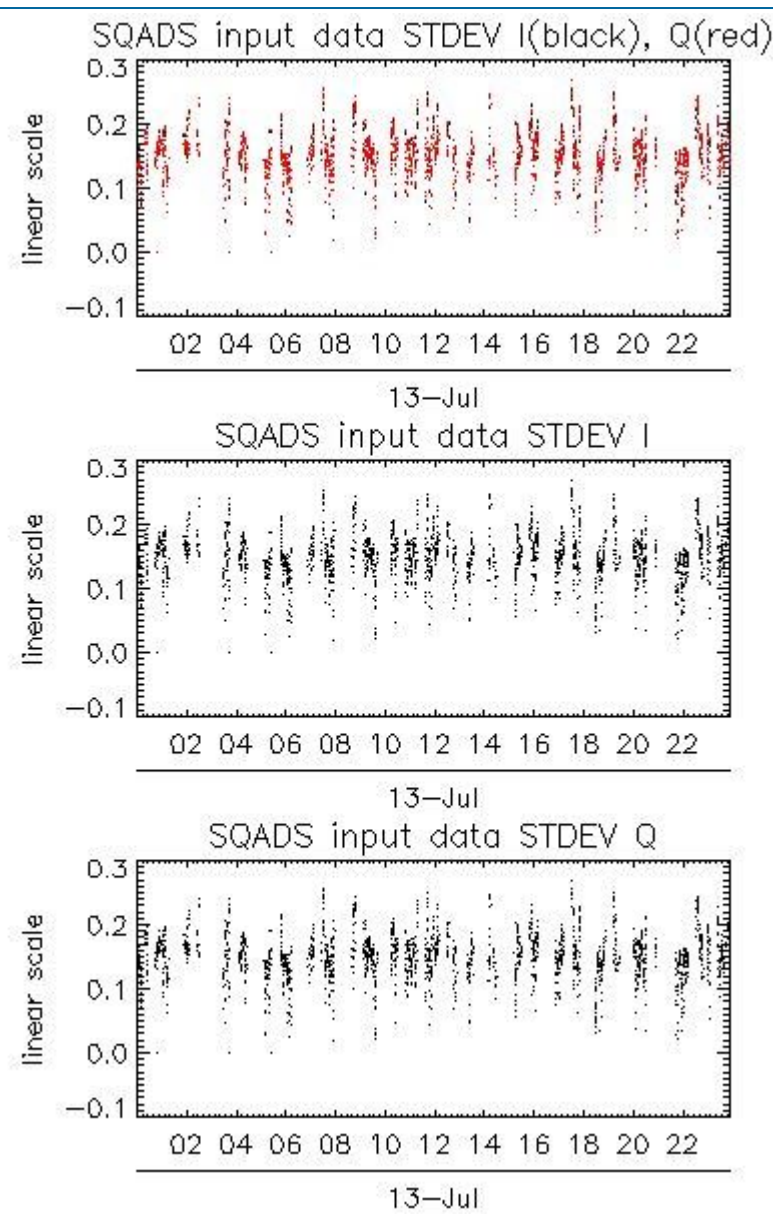 SQADS input data STDEV I(black), Q(red)
0.3
0.2
0.1
0.0
−0.1
linear scale
02 04 06 08 10 12 14 16 18 20 22
13−Jul
SQADS input data STDEV I
0.3
0.2
0.1
0.0
−0.1
linear scale
02 04 06 08 10 12 14 16 18 20 22
13−Jul
SQADS input data STDEV Q
0.3
0.2
0.1
0.0
−0.1
linear scale
02 04 06 08 10 12 14 16 18 20 22
13−Jul